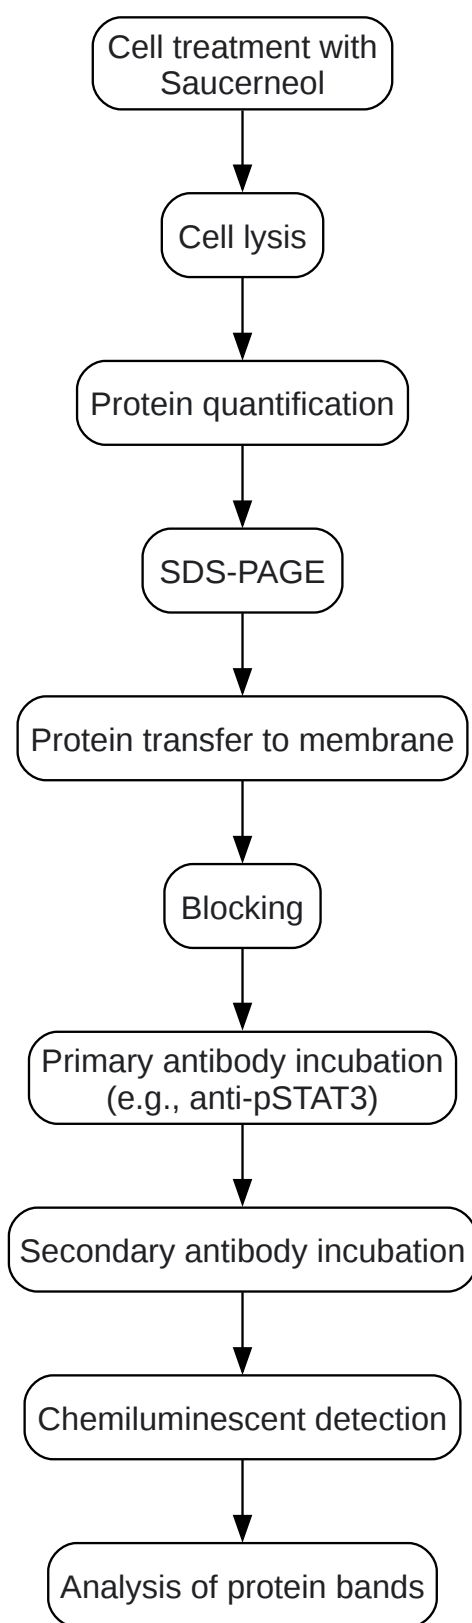 Cell treatment with
Saucerneol
Cell lysis
Protein quantification
SDS-PAGE
Protein transfer to membrane
Blocking
Primary antibody incubation
(e.g., anti-pSTAT3)
Secondary antibody incubation
Chemiluminescent detection
Analysis of protein bands